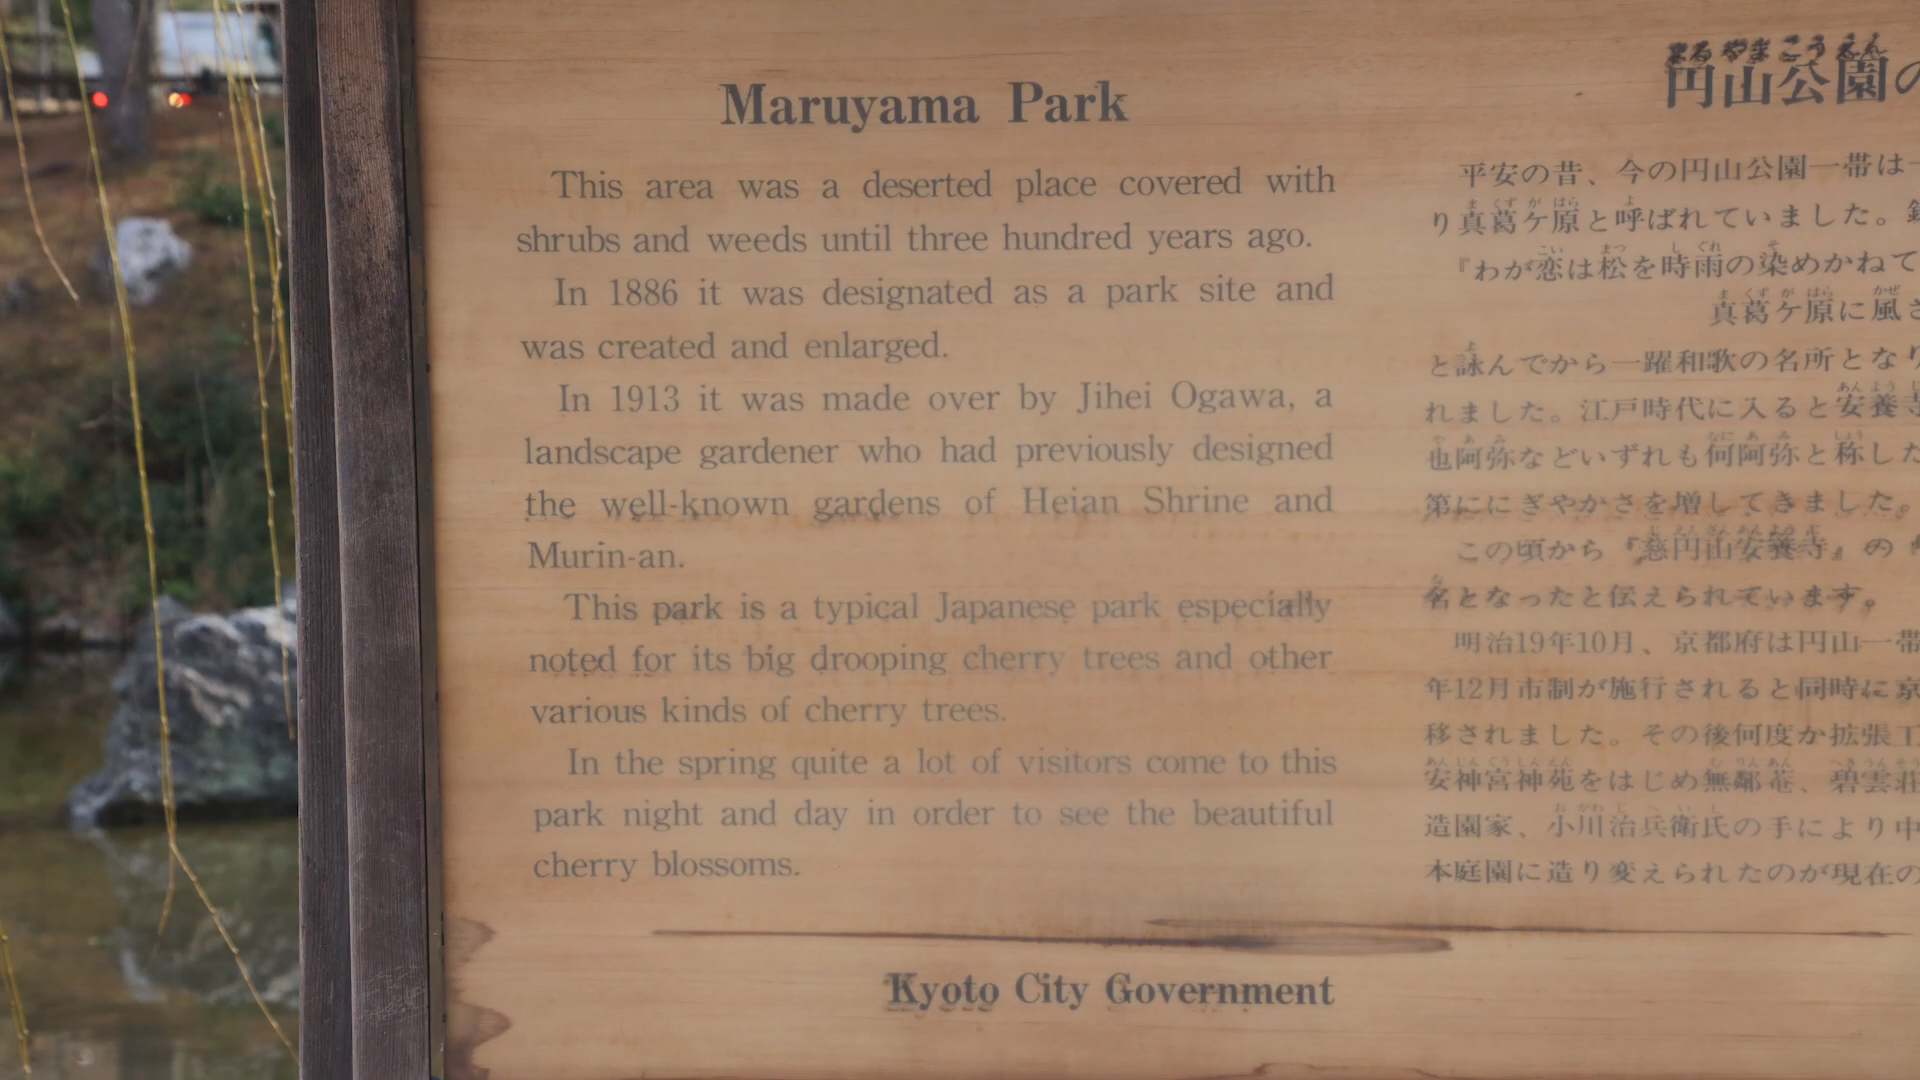 Maruyama Park
This area was a deserted place covered with
shrubs and weeds until three hundred years ago.
In 1886 it was designated as a park site and
was created and enlarged.
In 1913 it was made over by Jihei Ogawa, a
landscape gardener who had previously designed
the well-known gardens of Heian Shrine and
Murin-an.
This park is a typical Japanese park especially
noted for its big drooping cherry trees and other
various kinds of cherry trees.
In the spring quite a lot of visitors come to this
park night and day in order to see the beautiful
cherry blossoms.
Kyoto City Government
まるやまこうえん
円山公園の
平安の昔、今の円山公園一帯は
り真葛ケ原と呼ばれていました。
『わが恋は松を時雨の染めかねて
真葛ケ原に風さ
と詠んでから一躍和歌の名所となり
れました。江戸時代に入ると安養寺
也阿弥などいずれも何阿弥と称した
第ににぎやかさを増してきました。
この頃から『慈円山安養寺』の
名となったと伝えられています。
明治19年10月、京都府は円山一帯
年12月市制が施行されると同時に京
移されました。その後何度か拡張工
安神宮神苑をはじめ無鄰菴、碧雲荘
造園家、小川治兵衛氏の手により中
本庭園に造り変えられたのが現在の